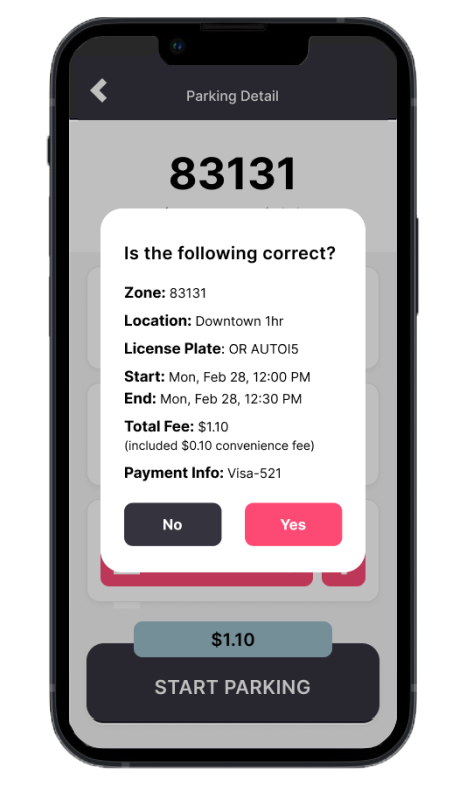 Parking Detail
83131
Is the following correct?
Zone: 83131
Location: Downtown 1hr
License Plate: OR AUTOI5
Start: Mon, Feb 28, 12:00 PM
End: Mon, Feb 28, 12:30 PM
Total Fee: $1.10
(included $0.10 convenience fee)
Payment Info: Visa-521
No Yes
$1.10
START PARKING